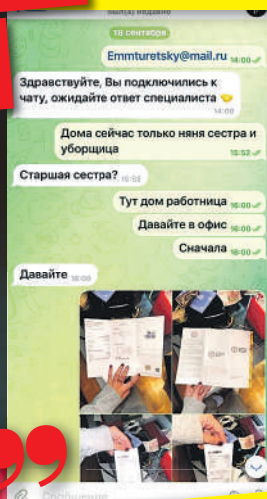 18 сентября
Emmturetsky@mail.ru 14:00
Здравствуйте, Вы подключились к
чату, ожидайте ответ специалиста
14:00
Дома сейчас только няня сестра и
уборщица 15:52
Старшая сестра?
Тут дом работница 16:00
Давайте в офис 16:00
Сначала 16:00
Давайте 16:00
Сообщение